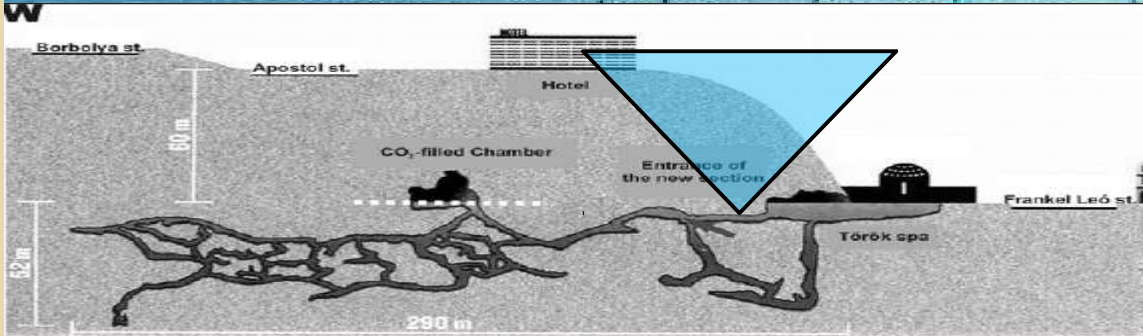 W
HOTEL
Borbolya st.
Apostol st.
Hotel
60 m
CO₂-filled Chamber
Entrance of
the new section
Frankel Leó st.
Török spa
52 m
290 m